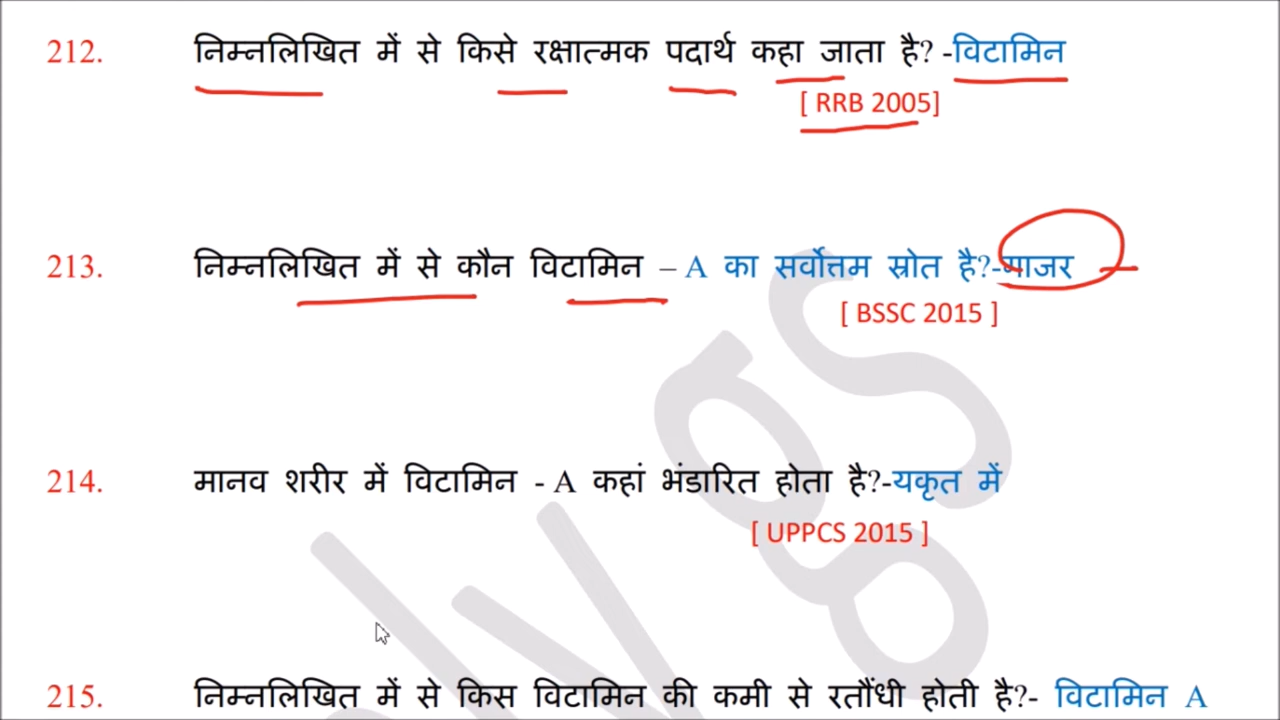 212. निम्नलिखित में से किसे रक्षात्मक पदार्थ कहा जाता है? -विटामिन
[ RRB 2005]
213. निम्नलिखित में से कौन विटामिन – A का सर्वोत्तम स्रोत है?-गाजर
[ BSSC 2015 ]
214. मानव शरीर में विटामिन - A कहां भंडारित होता है?-यकृत में
[ UPPCS 2015 ]
215. निम्नलिखित में से किस विटामिन की कमी से रतौंधी होती है?- विटामिन A